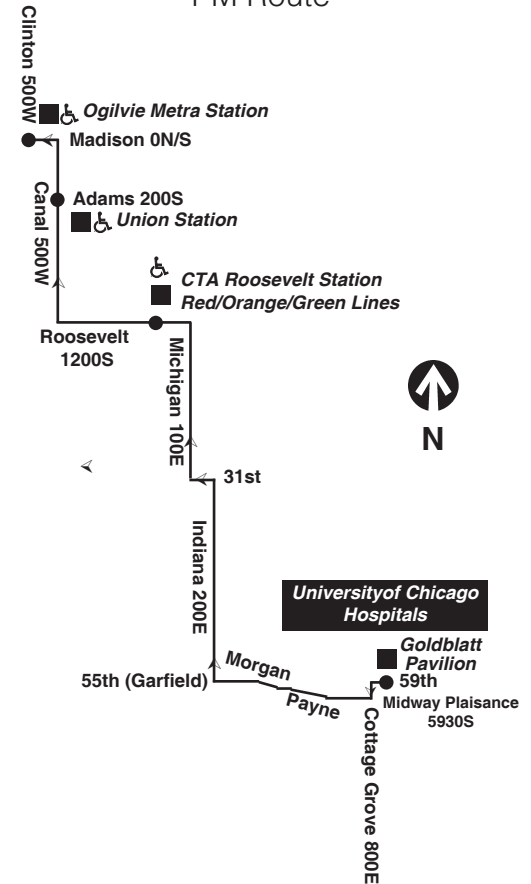 PM Route
Clinton 500W
Ogilvie Metra Station
Madison 0N/S
Canal 500W
Adams 200S
Union Station
CTA Roosevelt Station
Red/Orange/Green Lines
Roosevelt
1200S
Michigan 100E
N
31st
Indiana 200E
Universityof Chicago
Hospitals
Goldblatt
Pavilion
55th (Garfield)
Morgan
Payne
59th
Midway Plaisance
5930S
Cottage Grove 800E